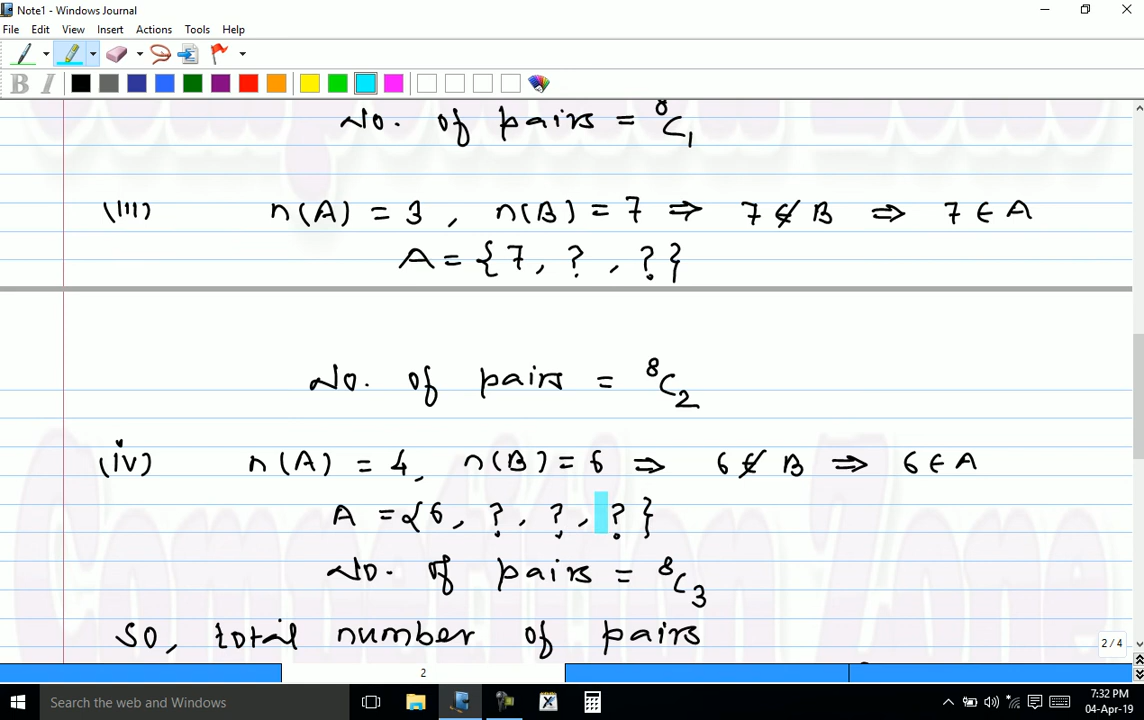 Note1 - Windows Journal
File Edit View Insert Actions Tools Help
B I
No. of pairs = ⁸C₁
(III) n(A) = 3, n(B) = 7 ⇒ 7 ∉ B ⇒ 7 ∈ A
A = {7, ?, ?}
No. of pairs = ⁸C₂
(iv) n(A) = 4, n(B) = 6 ⇒ 6 ∉ B ⇒ 6 ∈ A
A = {6, ?, ?, ?}
No. of pairs = ⁸C₃
So, total number of pairs
2 / 4
2
Search the web and Windows
7:32 PM
04-Apr-19